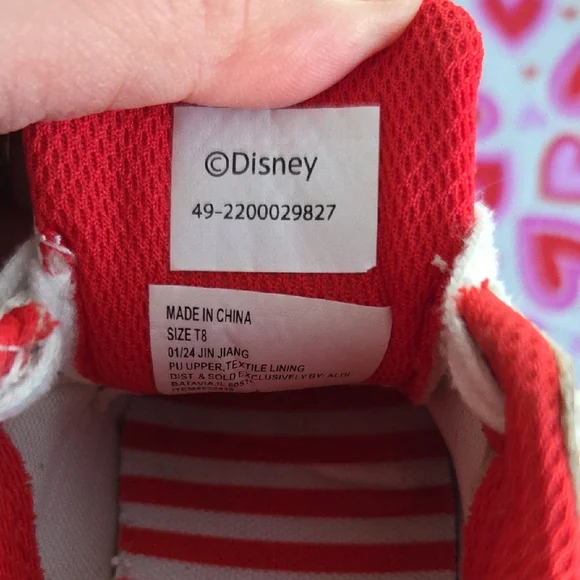 ©Disney
49-2200029827
MADE IN CHINA
SIZE T8
01/24 JIN JIANG
PU UPPER,TEXTILE LINING
DIST. & SOLD EXCLUSIVELY BY: ALDI
BATAVIA,IL